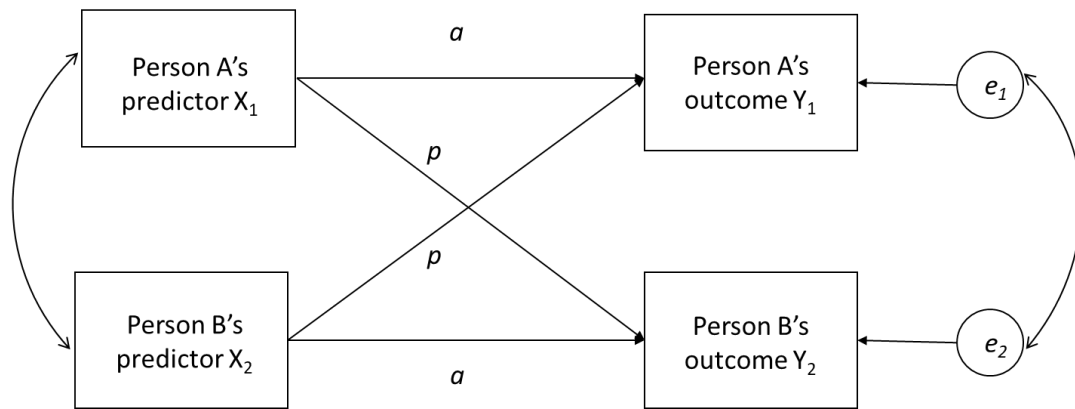 a
Person A’s
predictor X₁
Person A’s
outcome Y₁
e₁
p
p
Person B’s
predictor X₂
Person B’s
outcome Y₂
e₂
a